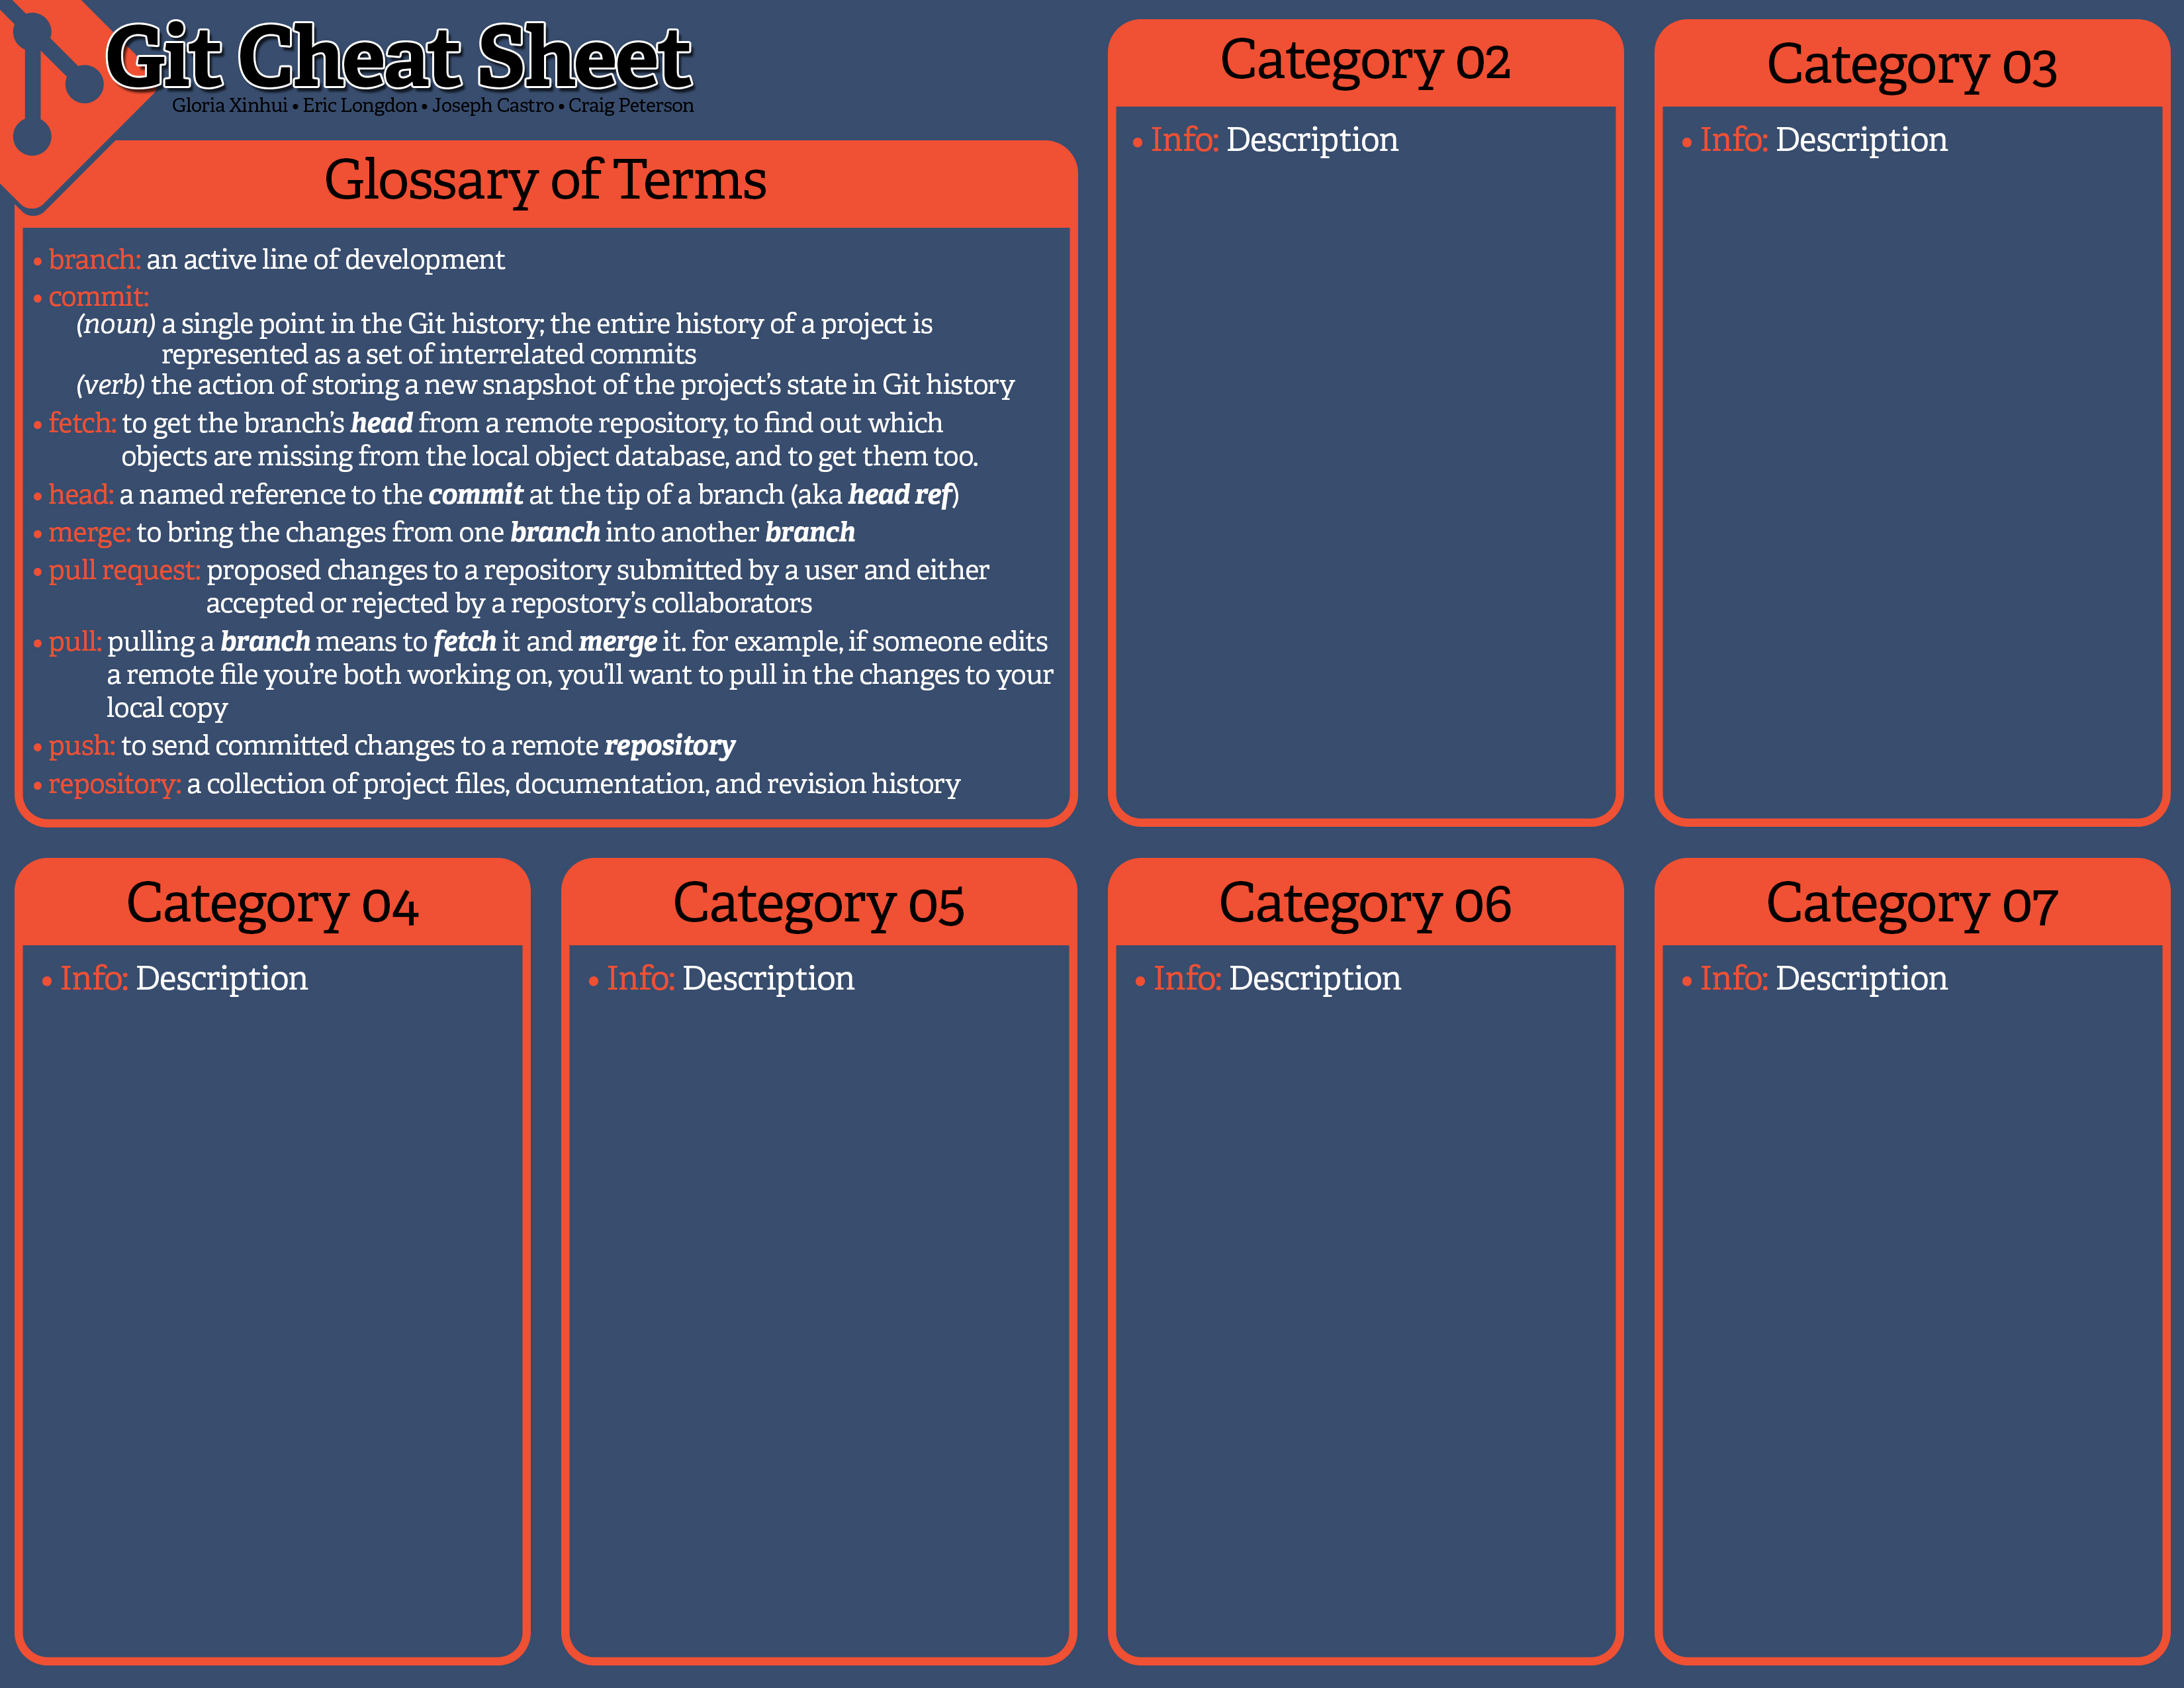 Git Cheat Sheet
Gloria Xinhui • Eric Longdon • Joseph Castro • Craig Peterson
Glossary of Terms
• branch: an active line of development
• commit:
(noun) a single point in the Git history; the entire history of a project is
represented as a set of interrelated commits
(verb) the action of storing a new snapshot of the project's state in Git history
• fetch: to get the branch's head from a remote repository, to find out which
objects are missing from the local object database, and to get them too.
• head: a named reference to the commit at the tip of a branch (aka head ref)
• merge: to bring the changes from one branch into another branch
• pull request: proposed changes to a repository submitted by a user and either
accepted or rejected by a repostory's collaborators
• pull: pulling a branch means to fetch it and merge it. for example, if someone edits
a remote file you're both working on, you'll want to pull in the changes to your
local copy
• push: to send committed changes to a remote repository
• repository: a collection of project files, documentation, and revision history
Category 02
• Info: Description
Category 03
• Info: Description
Category 04
• Info: Description
Category 05
• Info: Description
Category 06
• Info: Description
Category 07
• Info: Description